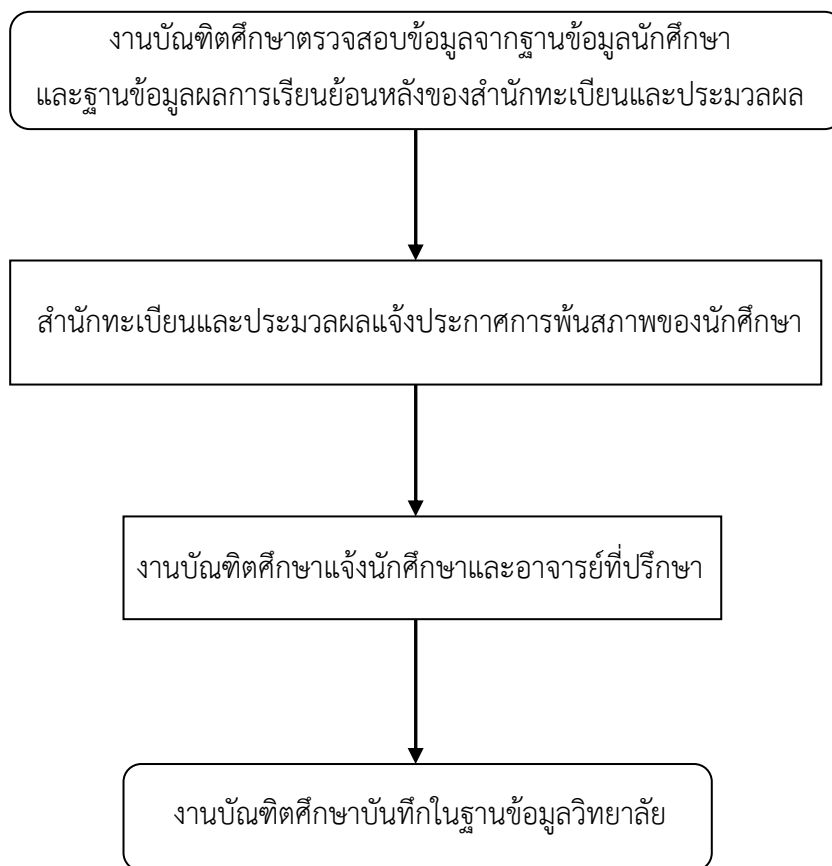 งานบัณฑิตศึกษาตรวจสอบข้อมูลจากฐานข้อมูลนักศึกษา
และฐานข้อมูลผลการเรียนย้อนหลังของสำนักทะเบียนและประมวลผล
สำนักทะเบียนและประมวลผลแจ้งประกาศการพ้นสภาพของนักศึกษา
งานบัณฑิตศึกษาแจ้งนักศึกษาและอาจารย์ที่ปรึกษา
งานบัณฑิตศึกษาบันทึกในฐานข้อมูลวิทยาลัย